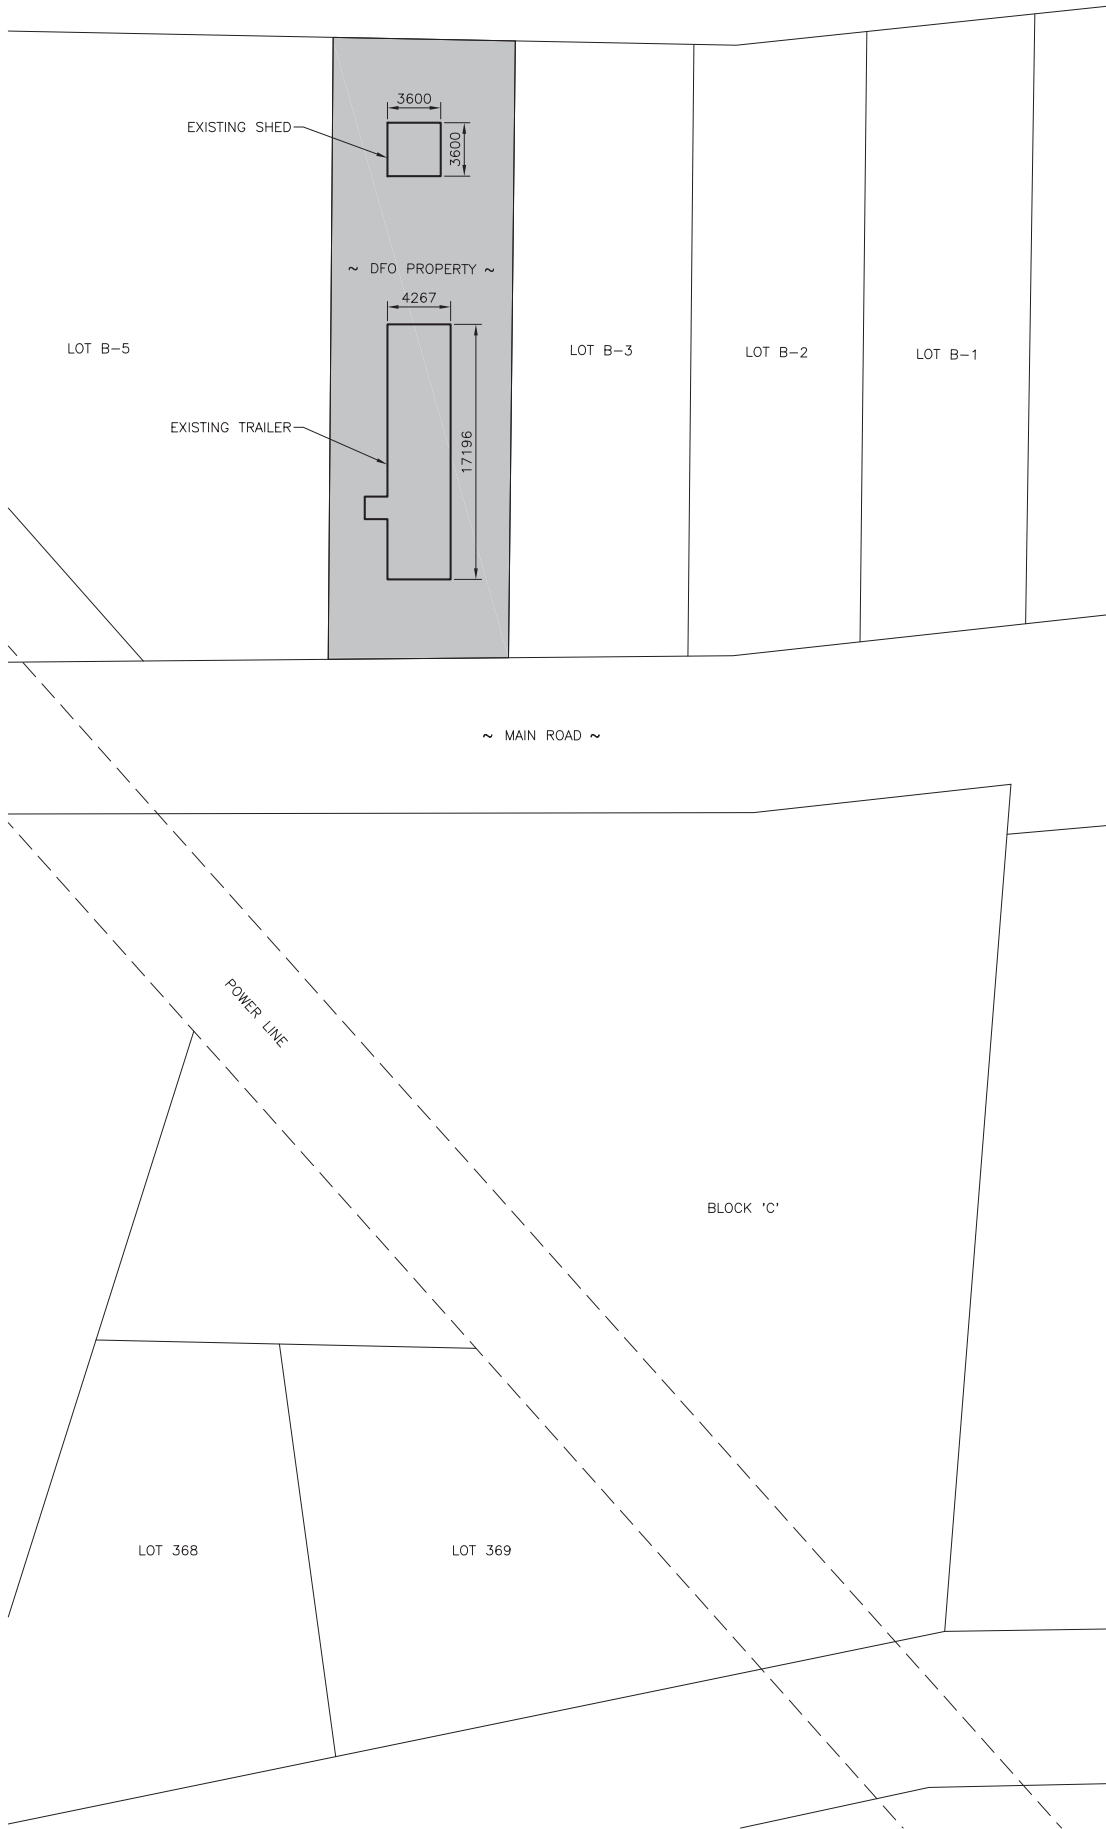 3600
EXISTING SHED
3600
~ DFO PROPERTY ~
4267
LOT B-5
LOT B-3
LOT B-2
LOT B-1
EXISTING TRAILER
17196
~ MAIN ROAD ~
POWER LINE
BLOCK 'C'
LOT 368
LOT 369